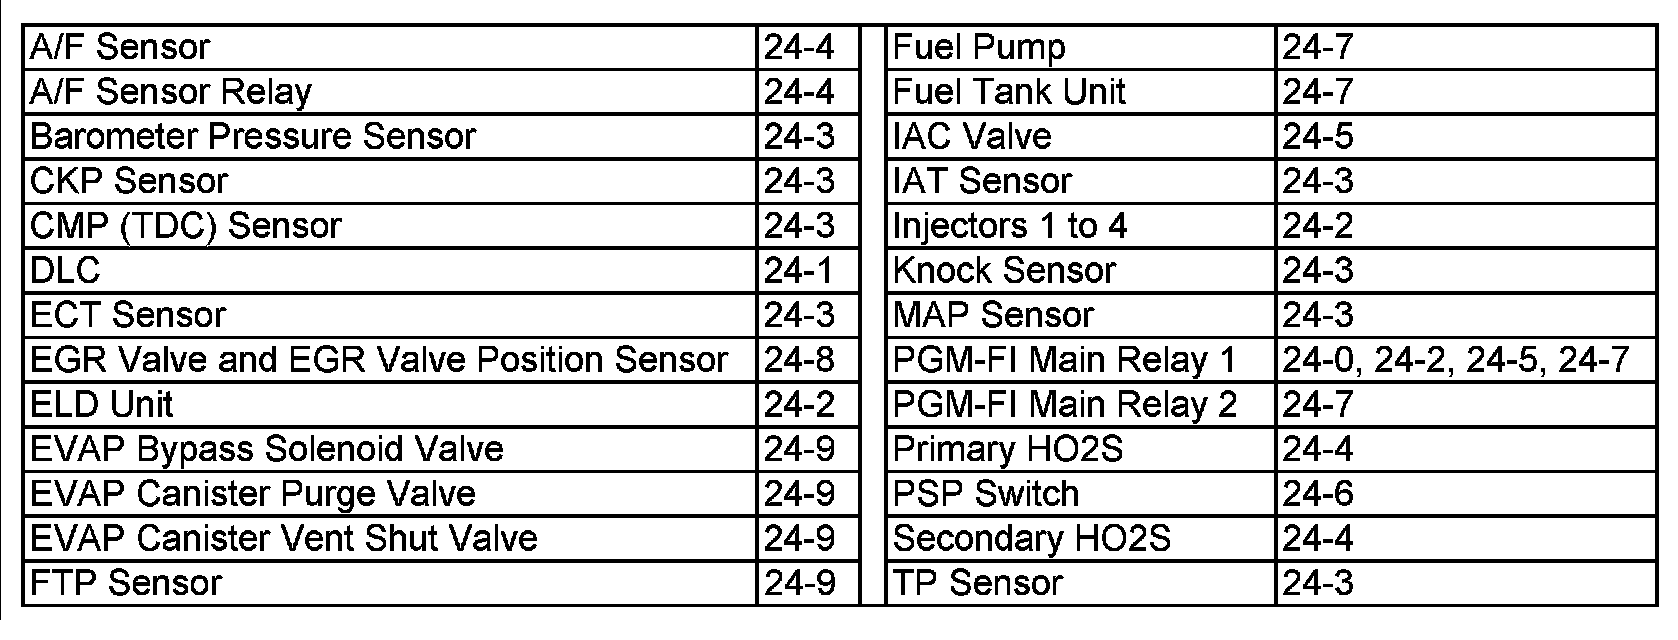 A/F Sensor 24-4 Fuel Pump 24-7
A/F Sensor Relay 24-4 Fuel Tank Unit 24-7
Barometer Pressure Sensor 24-3 IAC Valve 24-5
CKP Sensor 24-3 IAT Sensor 24-3
CMP (TDC) Sensor 24-3 Injectors 1 to 4 24-2
DLC 24-1 Knock Sensor 24-3
ECT Sensor 24-3 MAP Sensor 24-3
EGR Valve and EGR Valve Position Sensor 24-8 PGM-FI Main Relay 1 24-0, 24-2, 24-5, 24-7
ELD Unit 24-2 PGM-FI Main Relay 2 24-7
EVAP Bypass Solenoid Valve 24-9 Primary HO2S 24-4
EVAP Canister Purge Valve 24-9 PSP Switch 24-6
EVAP Canister Vent Shut Valve 24-9 Secondary HO2S 24-4
FTP Sensor 24-9 TP Sensor 24-3